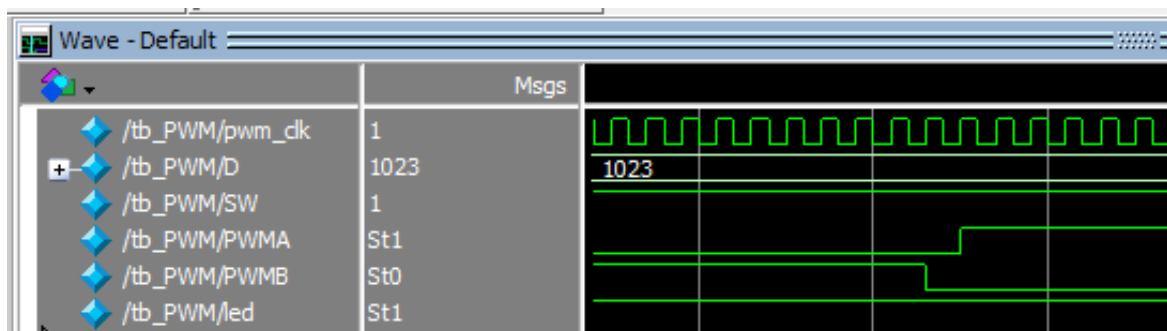 Wave - Default
Msgs
/tb_PWM/pwm_clk 1
/tb_PWM/D 1023 1023
/tb_PWM/SW 1
/tb_PWM/PWMA St1
/tb_PWM/PWMB St0
/tb_PWM/led St1